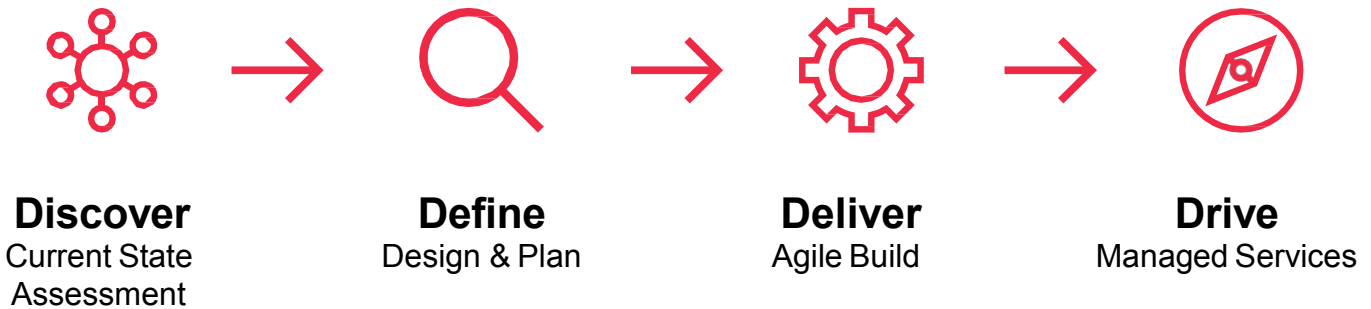 Discover
Current State
Assessment
Define
Design & Plan
Deliver
Agile Build
Drive
Managed Services